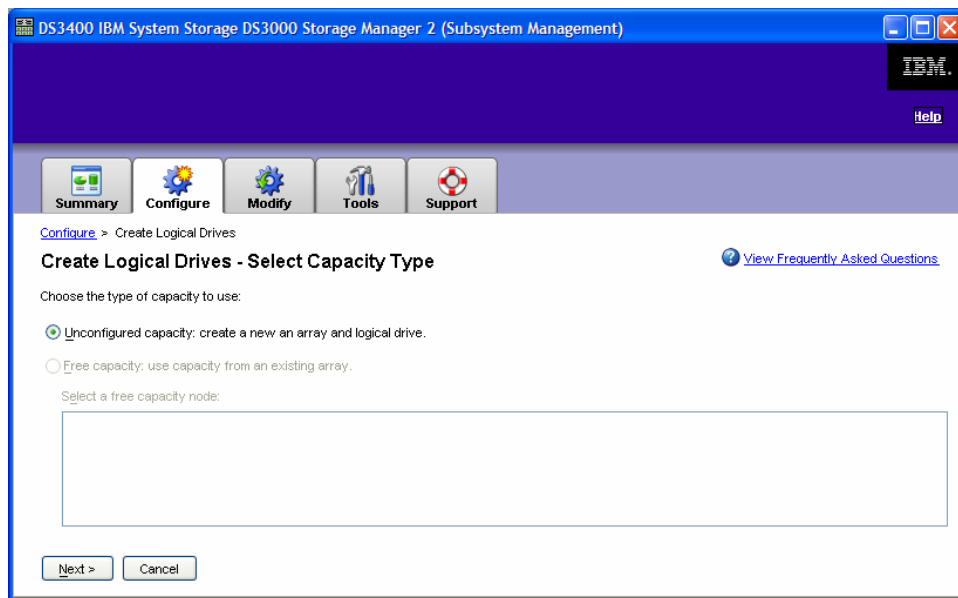 DS3400 IBM System Storage DS3000 Storage Manager 2 (Subsystem Management)
IBM.
Help
Summary Configure Modify Tools Support
Configure > Create Logical Drives
Create Logical Drives - Select Capacity Type
View Frequently Asked Questions
Choose the type of capacity to use:
Unconfigured capacity: create a new an array and logical drive.
Free capacity: use capacity from an existing array.
Select a free capacity node:
Next > Cancel